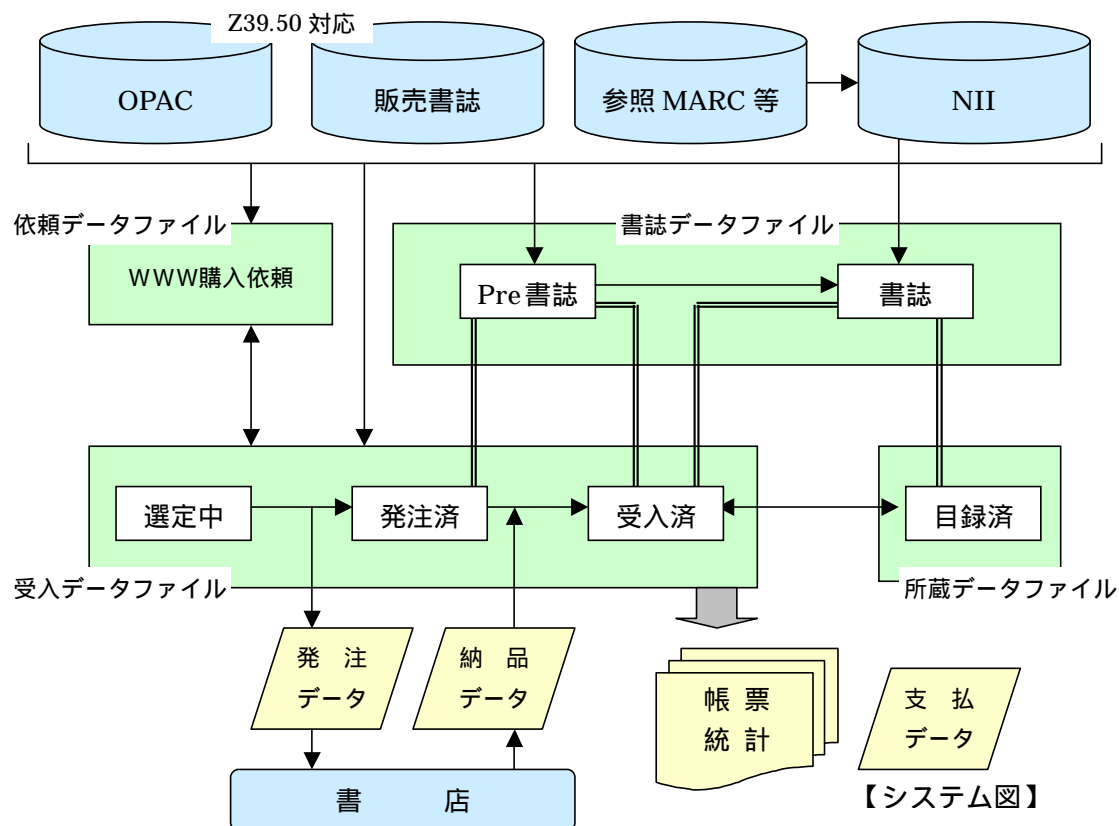 Z39.50 対応
OPAC
販売書誌
参照 MARC 等
NII
依頼データファイル
書誌データファイル
WWW購入依頼
Pre 書誌
書誌
選定中
発注済
受入済
目録済
受入データファイル
所蔵データファイル
発 注
データ
納 品
データ
帳 票
統 計
支 払
データ
書 店
【システム図】